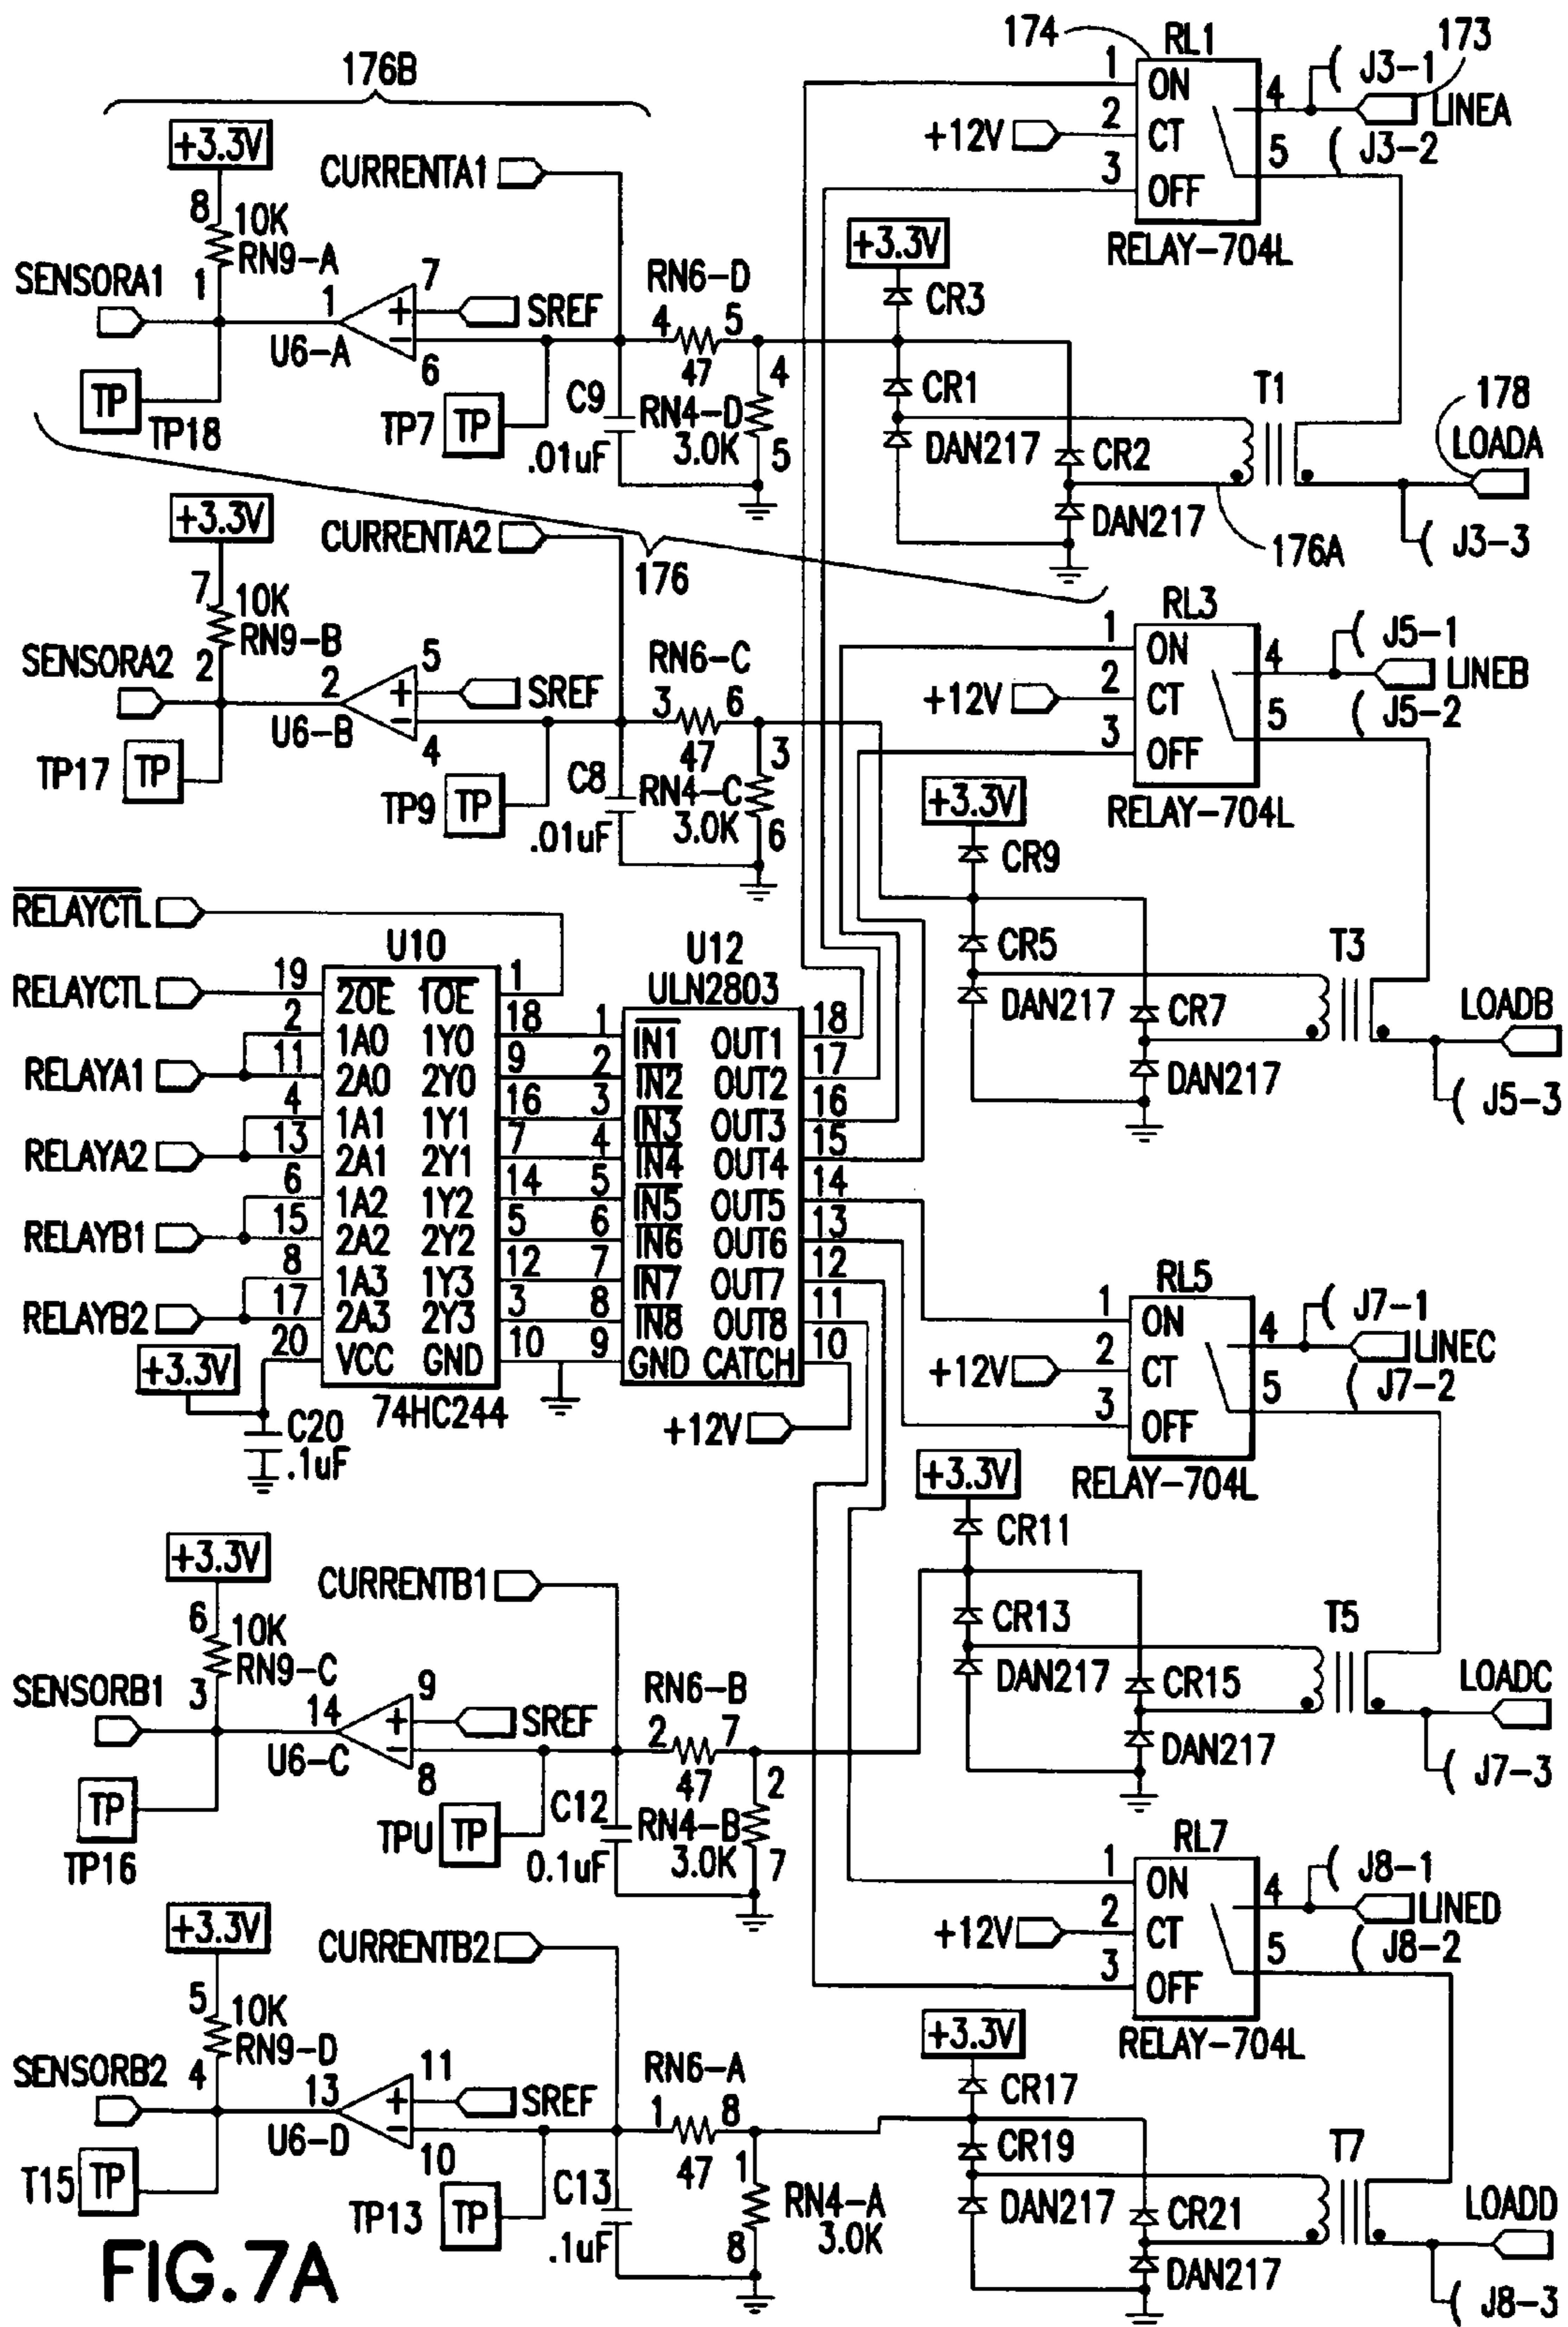 174
RL1
173
176B
1
ON
4
J3-1
+3.3V
+12V
2
CT
LINEA
CURRENTA1
3
OFF
5
J3-2
8
10K
RN9-A
RELAY-704L
SENSORA1
1
1
7
+
SREF
RN6-D
+3.3V
CR3
U6-A
−
6
4
5
47
4
CR1
T1
178
TP
TP18
TP7
TP
C9
.01uF
RN4-D
3.0K
5
DAN217
CR2
LOADA
+3.3V
CURRENTA2
DAN217
176A
J3-3
176
RL3
7
10K
RN9-B
1
ON
4
J5-1
SENSORA2
2
2
5
+
SREF
RN6-C
+12V
2
CT
LINEB
U6-B
−
4
3
6
47
3
3
OFF
5
J5-2
TP17
TP
TP9
TP
C8
.01uF
RN4-C
3.0K
6
+3.3V
RELAY-704L
CR9
RELAYCTL
U10
U12
ULN2803
CR5
T3
RELAYCTL
19
2OE
1OE
1
DAN217
CR7
LOADB
2
1A0
1Y0
18
1
IN1
OUT1
18
RELAYA1
11
2A0
2Y0
9
2
IN2
OUT2
17
DAN217
J5-3
4
1A1
1Y1
16
3
IN3
OUT3
16
RELAYA2
13
2A1
2Y1
7
4
IN4
OUT4
15
6
1A2
1Y2
14
5
IN5
OUT5
14
RELAYB1
15
2A2
2Y2
5
6
IN6
OUT6
13
8
1A3
1Y3
12
7
IN7
OUT7
12
RELAYB2
17
2A3
2Y3
3
8
IN8
OUT8
11
+3.3V
20
VCC
GND
10
9
GND
CATCH
10
74HC244
+12V
C20
.1uF
RL5
1
ON
4
J7-1
+12V
2
CT
LINEC
3
OFF
5
J7-2
+3.3V
RELAY-704L
+3.3V
CURRENTB1
CR11
6
10K
RN9-C
CR13
T5
SENSORB1
3
14
9
+
SREF
RN6-B
DAN217
CR15
LOADC
U6-C
−
8
2
7
47
2
DAN217
J7-3
TP
TP16
TPU
TP
C12
0.1uF
RN4-B
3.0K
7
RL7
1
ON
4
J8-1
+3.3V
CURRENTB2
+12V
2
CT
LINED
3
OFF
5
J8-2
5
10K
RN9-D
+3.3V
RELAY-704L
SENSORB2
4
13
11
+
SREF
RN6-A
CR17
U6-D
−
10
1
8
47
1
CR19
T7
T15
TP
TP13
TP
C13
.1uF
RN4-A
3.0K
8
DAN217
CR21
LOADD
DAN217
J8-3
FIG.7A